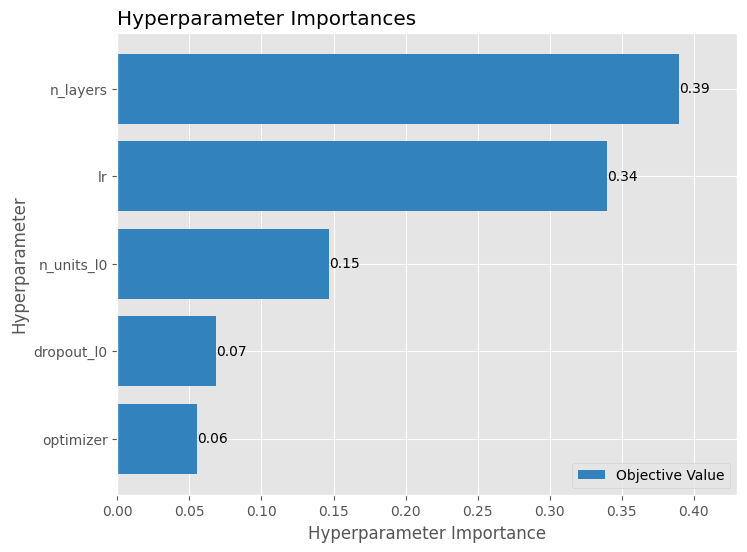 Hyperparameter Importances
Hyperparameter
n_layers
0.39
lr
0.34
n_units_l0
0.15
dropout_l0
0.07
optimizer
0.06
Objective Value
0.00 0.05 0.10 0.15 0.20 0.25 0.30 0.35 0.40
Hyperparameter Importance